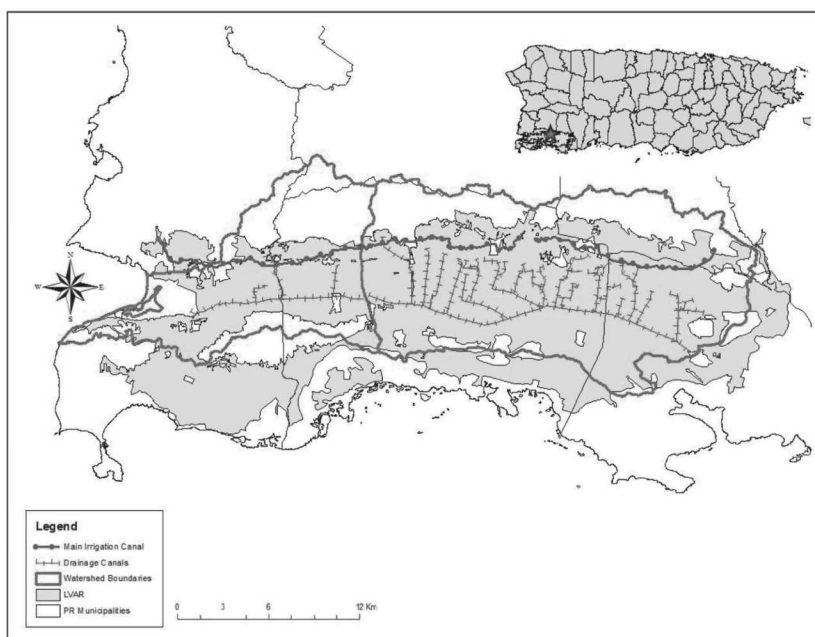 N
W
E
S
Legend
Main Irrigation Canal
Drainage Canals
Watershed Boundaries
LVAR
PR Municipalities
0 3 6 12 Km